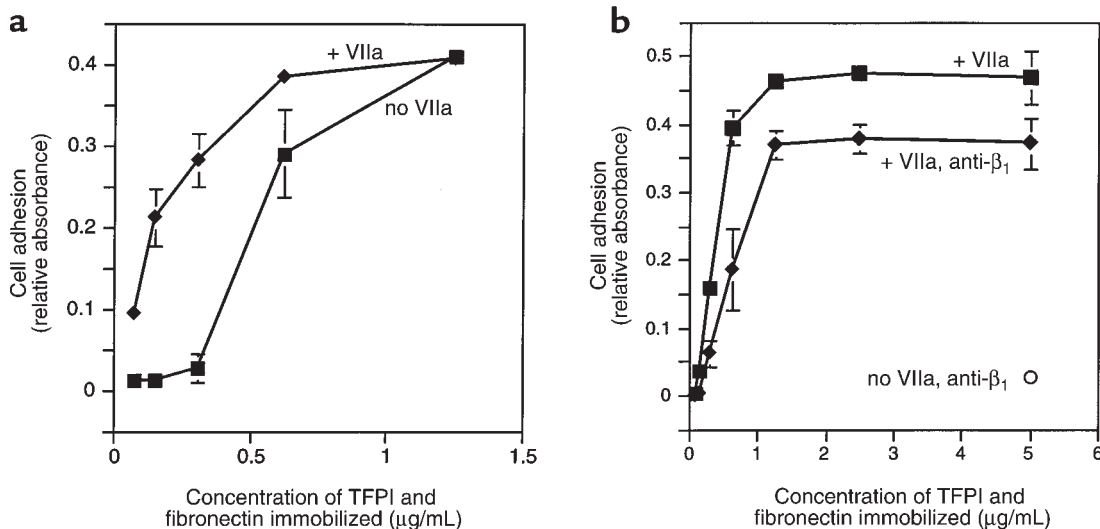 a
+ VIIa
no VIIa
0.4
0.3
0.2
0.1
0
Cell adhesion
(relative absorbance)
0
0.5
1
1.5
Concentration of TFPI and
fibronectin immobilized (μg/mL)
b
+ VIIa
+ VIIa, anti-β₁
no VIIa, anti-β₁
0.5
0.4
0.3
0.2
0.1
0
Cell adhesion
(relative absorbance)
0
1
2
3
4
5
6
Concentration of TFPI and
fibronectin immobilized (μg/mL)